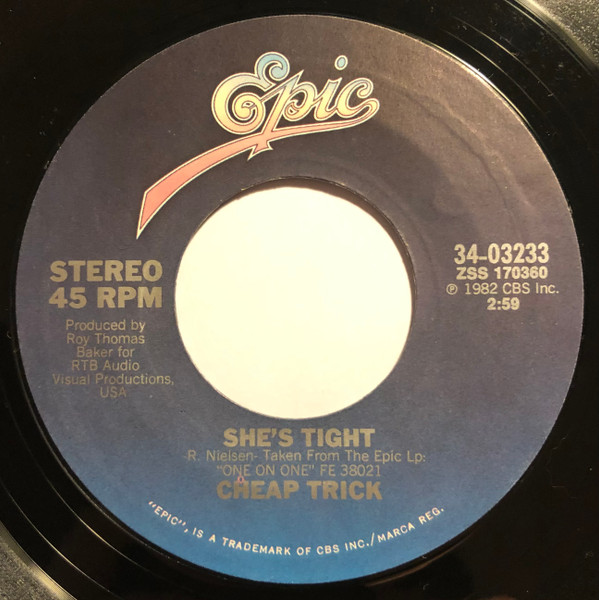 Epic
STEREO
45 RPM
Produced by
Roy Thomas
Baker for
RTB Audio
Visual Productions,
USA
34-03233
ZSS 170360
℗ 1982 CBS Inc.
2:59
SHE'S TIGHT
-R. Nielsen- Taken From The Epic Lp:
"ONE ON ONE" FE 38021
CHEAP TRICK
"EPIC", IS A TRADEMARK OF CBS INC./MARCA REG.